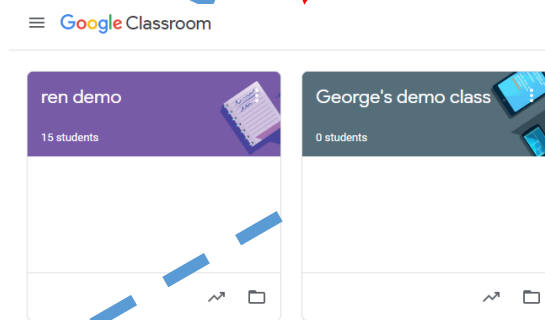 Google Classroom
ren demo
15 students
George's demo class
0 students